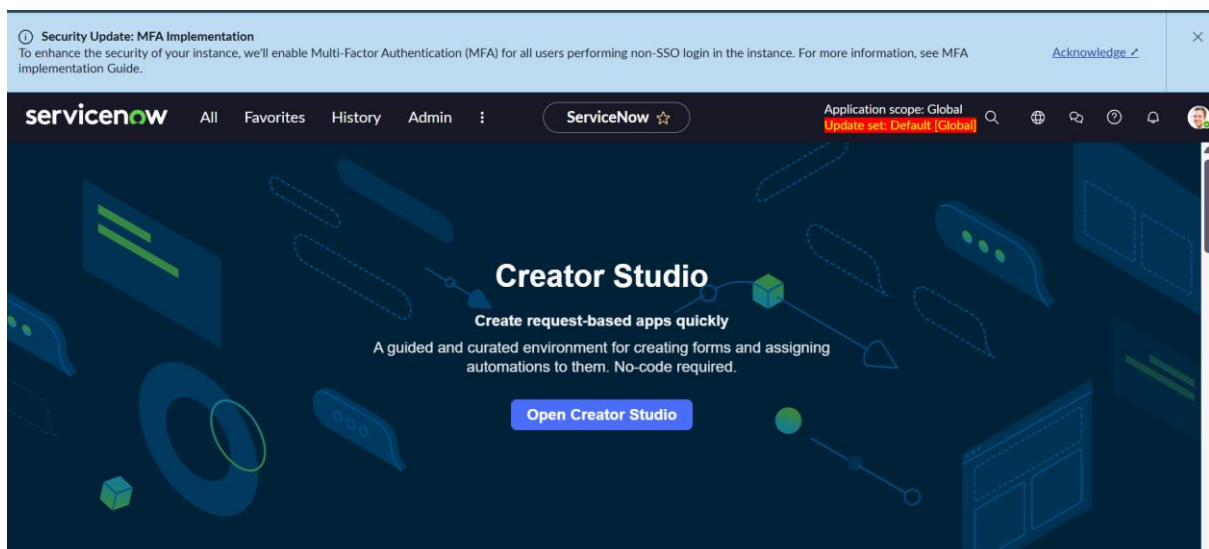 Security Update: MFA Implementation
To enhance the security of your instance, we'll enable Multi-Factor Authentication (MFA) for all users performing non-SSO login in the instance. For more information, see MFA
implementation Guide.
Acknowledge
servicenow
All Favorites History Admin
ServiceNow
Application scope: Global
Update set: Default [Global]
Creator Studio
Create request-based apps quickly
A guided and curated environment for creating forms and assigning
automations to them. No-code required.
Open Creator Studio